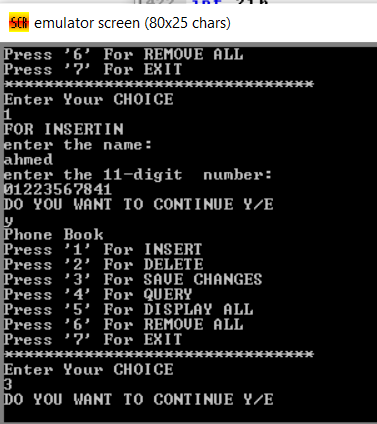 int 21h
SCR emulator screen (80x25 chars)
Press '6' For REMOVE ALL
Press '7' For EXIT
*******************************
Enter Your CHOICE
1
FOR INSERTIN
enter the name:
ahmed
enter the 11-digit  number:
01223567841
DO YOU WANT TO CONTINUE Y/E
y
Phone Book
Press '1' For INSERT
Press '2' For DELETE
Press '3' For SAVE CHANGES
Press '4' For QUERY
Press '5' For DISPLAY ALL
Press '6' For REMOVE ALL
Press '7' For EXIT
*******************************
Enter Your CHOICE
3
DO YOU WANT TO CONTINUE Y/E